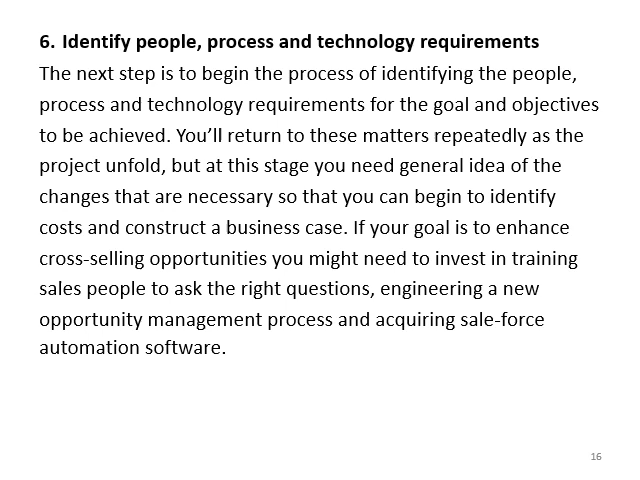 6. Identify people, process and technology requirements
The next step is to begin the process of identifying the people,
process and technology requirements for the goal and objectives
to be achieved. You’ll return to these matters repeatedly as the
project unfold, but at this stage you need general idea of the
changes that are necessary so that you can begin to identify
costs and construct a business case. If your goal is to enhance
cross-selling opportunities you might need to invest in training
sales people to ask the right questions, engineering a new
opportunity management process and acquiring sale-force
automation software.
16